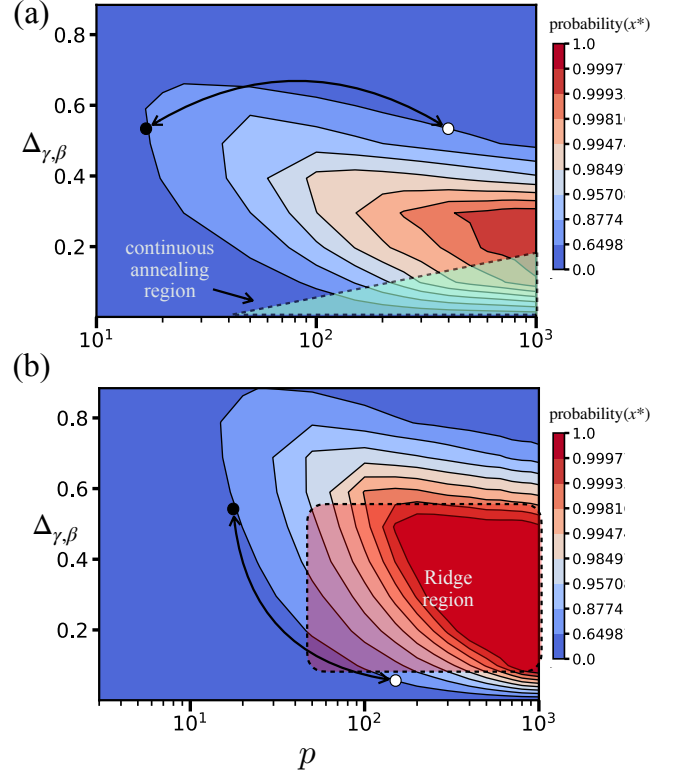 (a)
probability(x*)
0.8
0.6
Δγ,β
0.4
0.2
continuous
annealing
region
10¹
10²
10³
1.0
0.9997
0.9993
0.9981
0.9947
0.9849
0.9570
0.8774
0.6498
0.0
(b)
probability(x*)
0.8
0.6
Δγ,β
0.4
0.2
Ridge
region
10¹
10²
10³
p
1.0
0.9997
0.9993
0.9981
0.9947
0.9849
0.9570
0.8774
0.6498
0.0